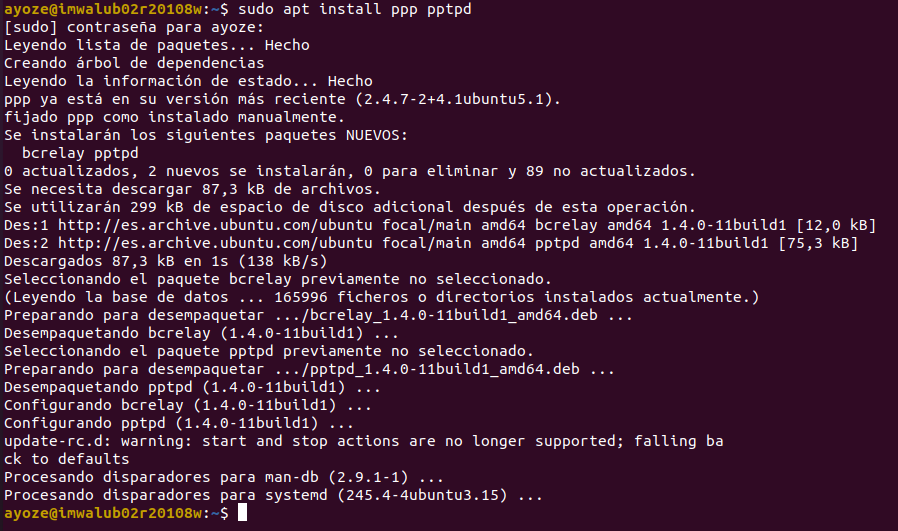 ayoze@imwalub02r20108w:~$ sudo apt install ppp pptpd
[sudo] contraseña para ayoze:
Leyendo lista de paquetes... Hecho
Creando árbol de dependencias
Leyendo la información de estado... Hecho
ppp ya está en su versión más reciente (2.4.7-2+4.1ubuntu5.1).
fijado ppp como instalado manualmente.
Se instalarán los siguientes paquetes NUEVOS:
  bcrelay pptpd
0 actualizados, 2 nuevos se instalarán, 0 para eliminar y 89 no actualizados.
Se necesita descargar 87,3 kB de archivos.
Se utilizarán 299 kB de espacio de disco adicional después de esta operación.
Des:1 http://es.archive.ubuntu.com/ubuntu focal/main amd64 bcrelay amd64 1.4.0-11build1 [12,0 kB]
Des:2 http://es.archive.ubuntu.com/ubuntu focal/main amd64 pptpd amd64 1.4.0-11build1 [75,3 kB]
Descargados 87,3 kB en 1s (138 kB/s)
Seleccionando el paquete bcrelay previamente no seleccionado.
(Leyendo la base de datos ... 165996 ficheros o directorios instalados actualmente.)
Preparando para desempaquetar .../bcrelay_1.4.0-11build1_amd64.deb ...
Desempaquetando bcrelay (1.4.0-11build1) ...
Seleccionando el paquete pptpd previamente no seleccionado.
Preparando para desempaquetar .../pptpd_1.4.0-11build1_amd64.deb ...
Desempaquetando pptpd (1.4.0-11build1) ...
Configurando bcrelay (1.4.0-11build1) ...
Configurando pptpd (1.4.0-11build1) ...
update-rc.d: warning: start and stop actions are no longer supported; falling ba
ck to defaults
Procesando disparadores para man-db (2.9.1-1) ...
Procesando disparadores para systemd (245.4-4ubuntu3.15) ...
ayoze@imwalub02r20108w:~$